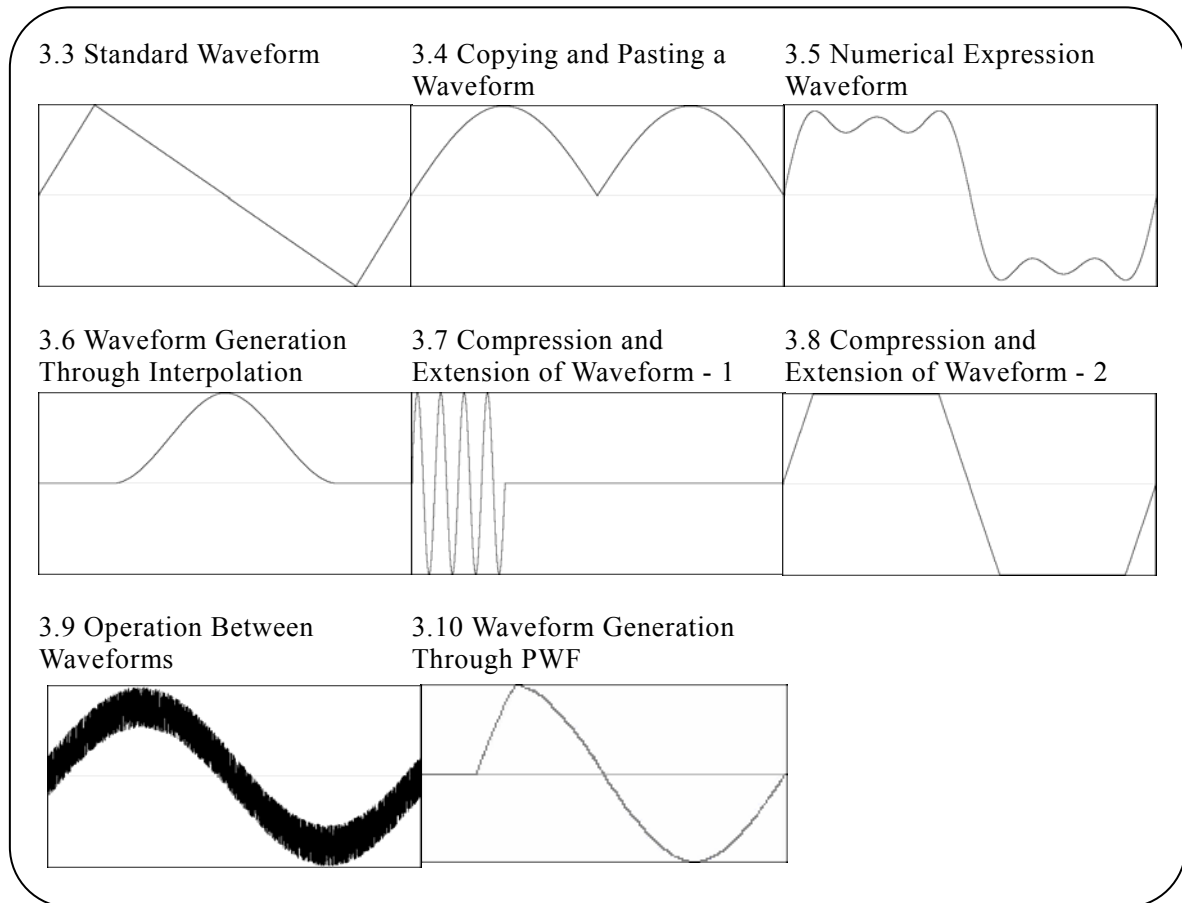 3.3 Standard Waveform
3.4 Copying and Pasting a
Waveform
3.5 Numerical Expression
Waveform
3.6 Waveform Generation
Through Interpolation
3.7 Compression and
Extension of Waveform - 1
3.8 Compression and
Extension of Waveform - 2
3.9 Operation Between
Waveforms
3.10 Waveform Generation
Through PWF